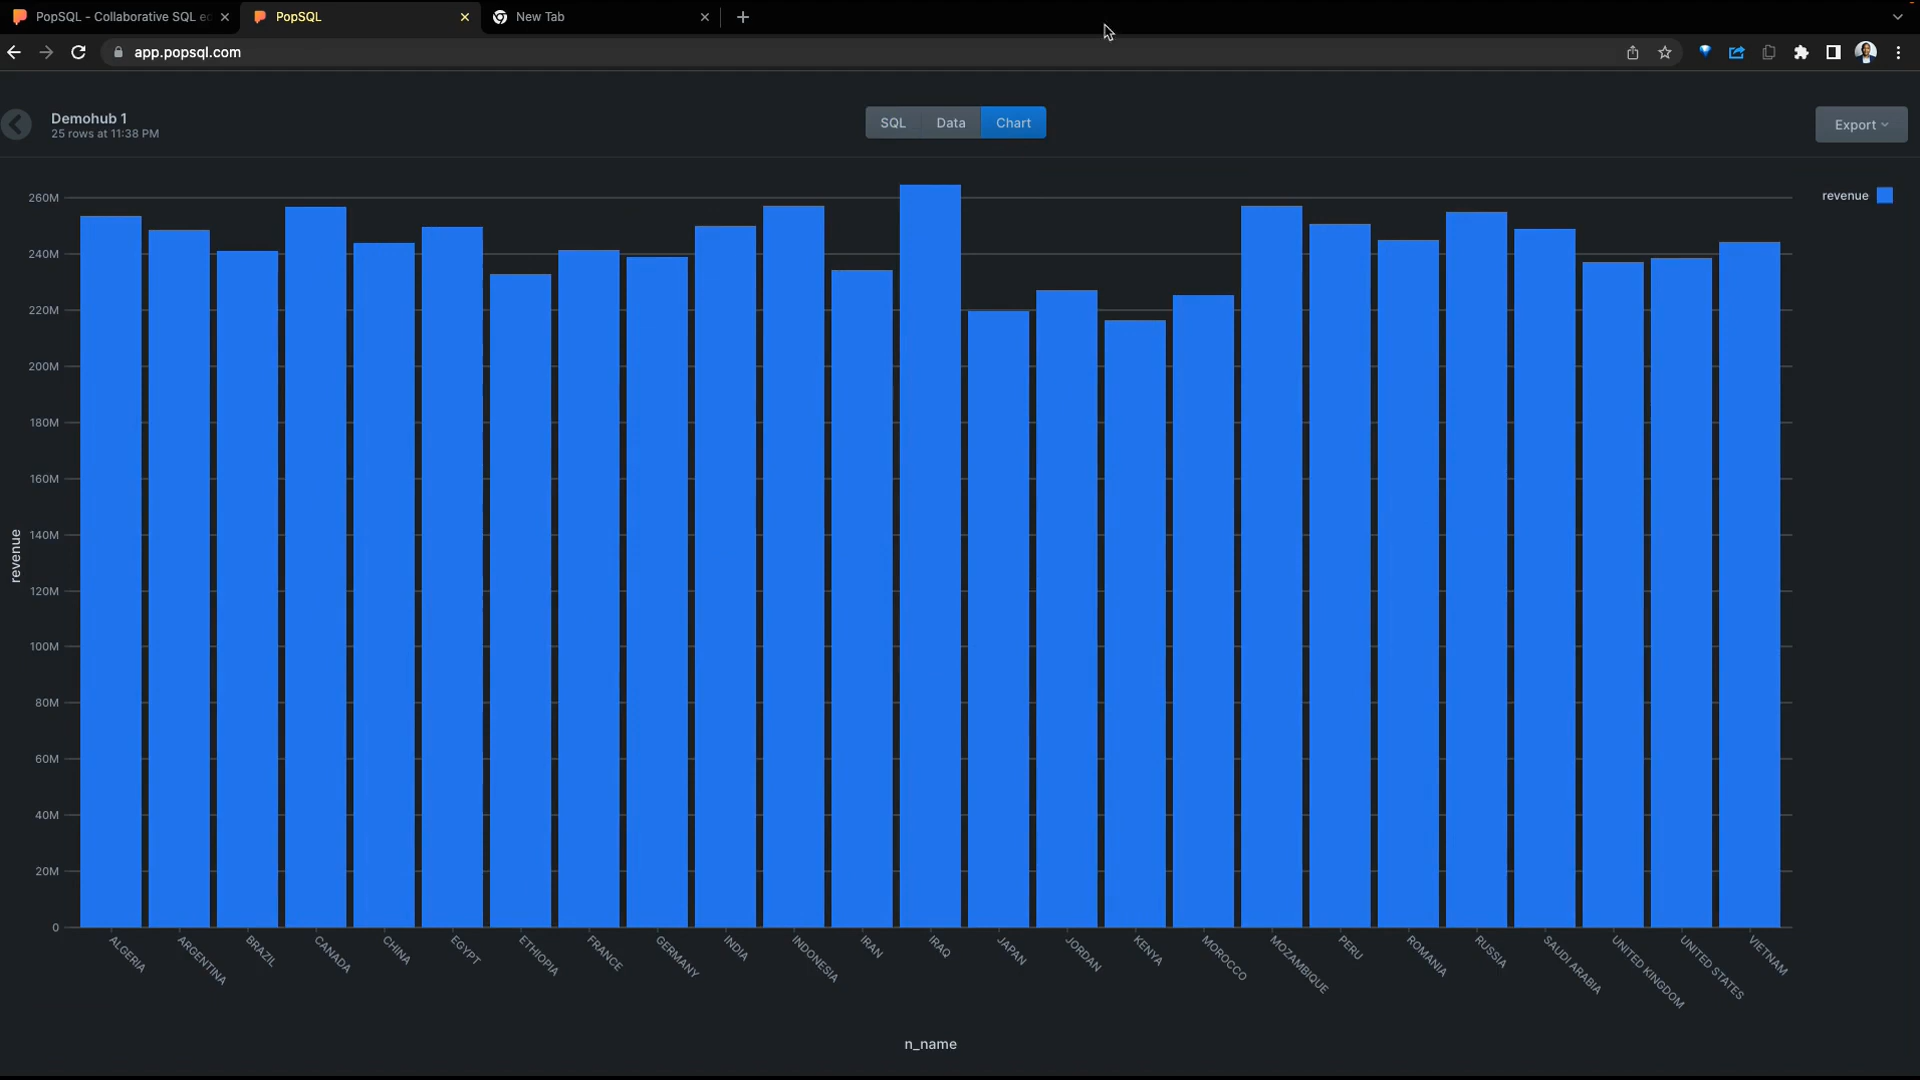 PopSQL - Collaborative SQL ed
PopSQL
New Tab
app.popsql.com
Demohub 1
25 rows at 11:38 PM
SQL
Data
Chart
Export
revenue
260M
240M
220M
200M
180M
160M
140M
120M
100M
80M
60M
40M
20M
0
revenue
ALGERIA
ARGENTINA
BRAZIL
CANADA
CHINA
EGYPT
ETHIOPIA
FRANCE
GERMANY
INDIA
INDONESIA
IRAN
IRAQ
JAPAN
JORDAN
KENYA
MOROCCO
MOZAMBIQUE
PERU
ROMANIA
RUSSIA
SAUDI ARABIA
UNITED KINGDOM
UNITED STATES
VIETNAM
n_name